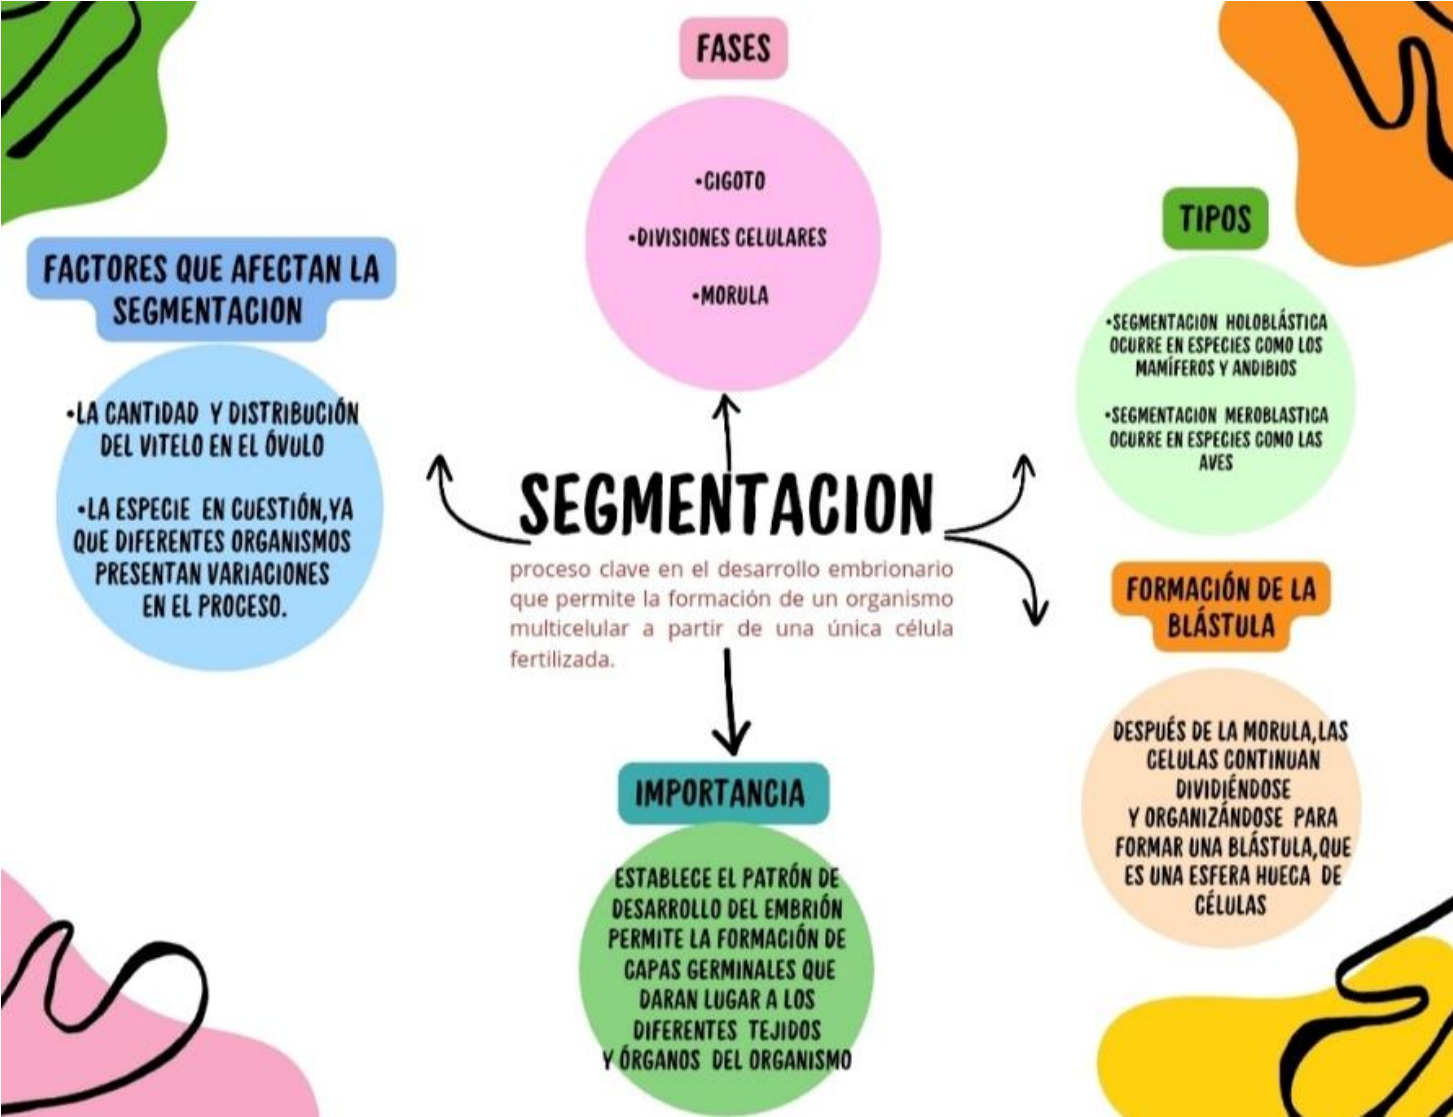 FASES
•CIGOTO
•DIVISIONES CELULARES
•MORULA
TIPOS
•SEGMENTACION HOLOBLÁSTICA
OCURRE EN ESPECIES COMO LOS
MAMÍFEROS Y ANDIBIOS
•SEGMENTACION MEROBLASTICA
OCURRE EN ESPECIES COMO LAS
AVES
FACTORES QUE AFECTAN LA
SEGMENTACION
•LA CANTIDAD Y DISTRIBUCIÓN
DEL VITELO EN EL ÓVULO
•LA ESPECIE EN CUESTIÓN,YA
QUE DIFERENTES ORGANISMOS
PRESENTAN VARIACIONES
EN EL PROCESO.
SEGMENTACION
proceso clave en el desarrollo embrionario
que permite la formación de un organismo
multicelular a partir de una única célula
fertilizada.
FORMACIÓN DE LA
BLÁSTULA
DESPUÉS DE LA MORULA,LAS
CELULAS CONTINUAN
DIVIDIÉNDOSE
Y ORGANIZÁNDOSE PARA
FORMAR UNA BLÁSTULA,QUE
ES UNA ESFERA HUECA DE
CÉLULAS
IMPORTANCIA
ESTABLECE EL PATRÓN DE
DESARROLLO DEL EMBRIÓN
PERMITE LA FORMACIÓN DE
CAPAS GERMINALES QUE
DARAN LUGAR A LOS
DIFERENTES TEJIDOS
Y ÓRGANOS DEL ORGANISMO